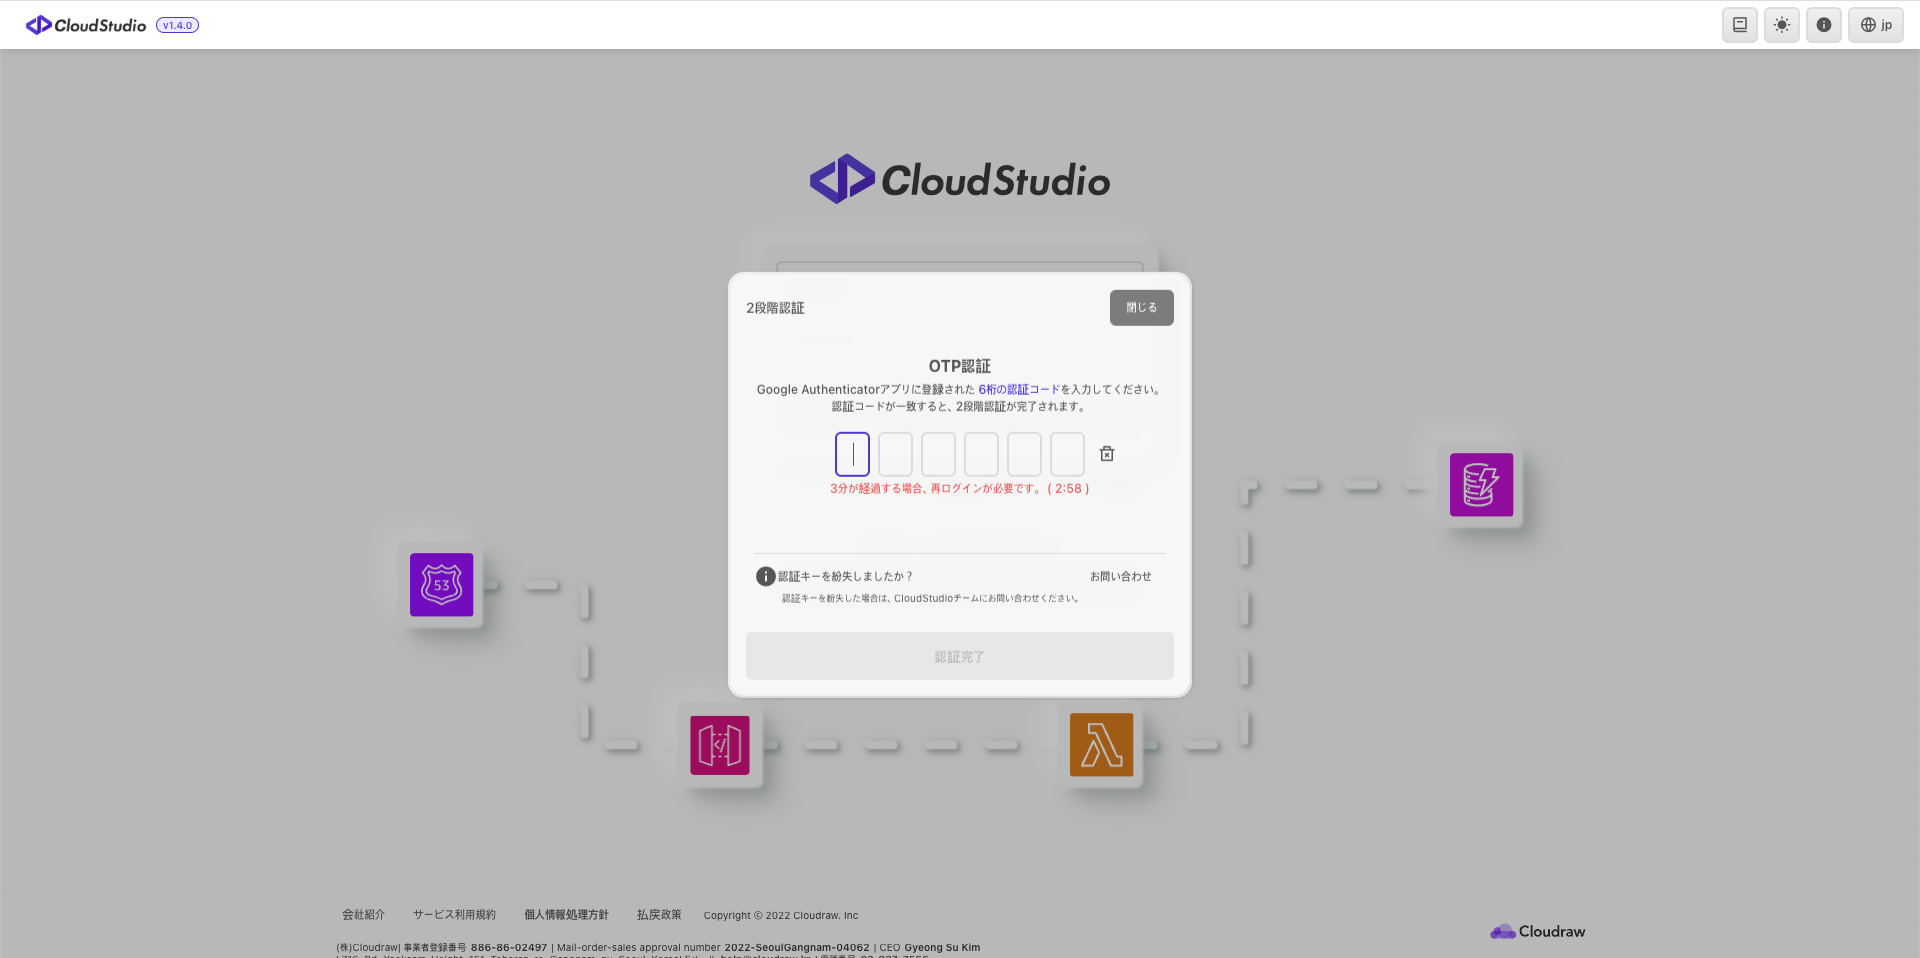 CloudStudio v1.4.0
jp
CloudStudio
2段階認証
閉じる
OTP認証
Google Authenticatorアプリに登録された 6桁の認証コードを入力してください。
認証コードが一致すると、2段階認証が完了されます。
3分が経過する場合、再ログインが必要です。 ( 2:58 )
認証キーを紛失しましたか？
お問い合わせ
認証キーを紛失した場合は、CloudStudioチームにお問い合わせください。
認証完了
53
会社紹介 サービス利用規約 個人情報処理方針 払戻政策 Copyright © 2022 Cloudraw. Inc
Cloudraw
(株)Cloudraw| 事業者登録番号 886-86-02497 | Mail-order-sales approval number 2022-SeoulGangnam-04062 | CEO Gyeong Su Kim